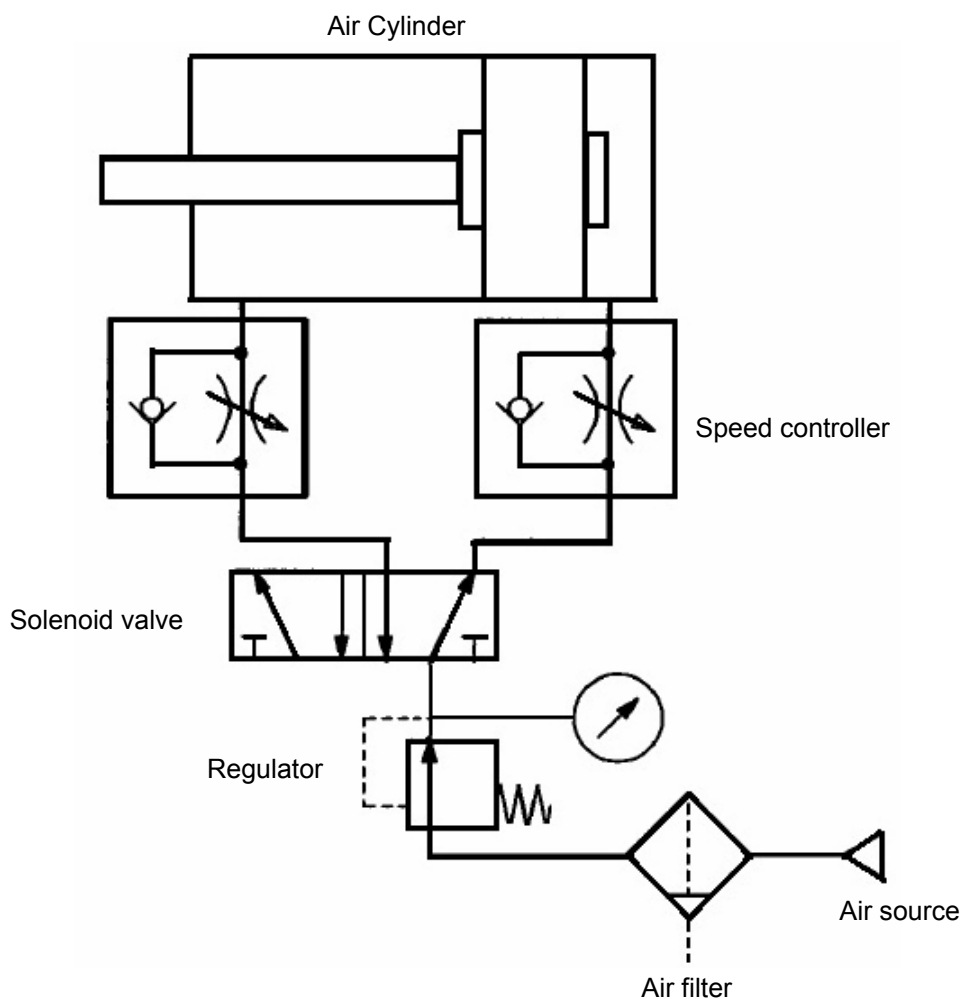 Air Cylinder
Speed controller
Solenoid valve
Regulator
Air source
Air filter